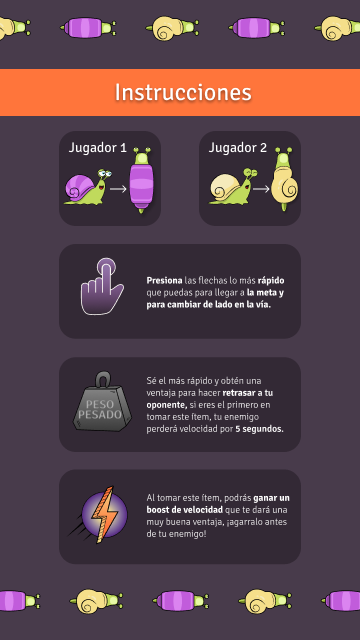 Instrucciones
Jugador 1
Jugador 2
Presiona las flechas lo más rápido
que puedas para llegar a la meta y
para cambiar de lado en la vía.
PESO
PESADO
Sé el más rápido y obtén una
ventaja para hacer retrasar a tu
oponente, si eres el primero en
tomar este ítem, tu enemigo
perderá velocidad por 5 segundos.
Al tomar este ítem, podrás ganar un
boost de velocidad que te dará una
muy buena ventaja, ¡agarralo antes
de tu enemigo!